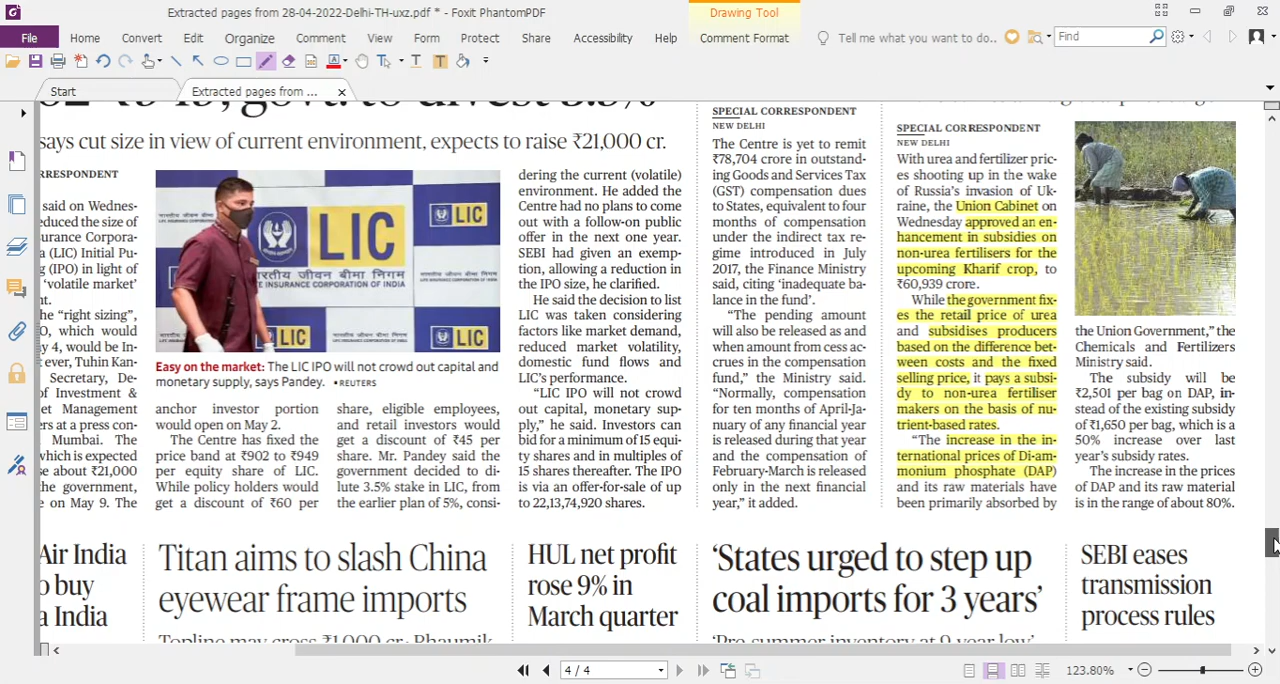 Extracted pages from 28-04-2022-Delhi-TH-uxz.pdf * - Foxit PhantomPDF
Drawing Tool
File Home Convert Edit Organize Comment View Form Protect Share Accessibility Help Comment Format Tell me what you want to do.. Find
Start Extracted pages from ...
says cut size in view of current environment, expects to raise ₹21,000 cr.
RRESPONDENT
said on Wednes-
educed the size of
urance Corpora-
a (LIC) Initial Pu-
g (IPO) in light of
'volatile market'
nt.
he "right sizing",
O, which would
y 4, would be In-
ever, Tuhin Kan-
Secretary, De-
of Investment &
et Management
ers at a press con-
Mumbai. The
which is expected
se about ₹21,000
the government,
e on May 9. The
LIC
भारतीय जीवन बीमा निगम
LIFE INSURANCE CORPORATION OF INDIA
LIC
LIC
LIC
Easy on the market: The LIC IPO will not crowd out capital and
monetary supply, says Pandey. • REUTERS
anchor investor portion
would open on May 2.
The Centre has fixed the
price band at ₹902 to ₹949
per equity share of LIC.
While policy holders would
get a discount of ₹60 per
share, eligible employees,
and retail investors would
get a discount of ₹45 per
share. Mr. Pandey said the
government decided to di-
lute 3.5% stake in LIC, from
the earlier plan of 5%, consi-
dering the current (volatile)
environment. He added the
Centre had no plans to come
out with a follow-on public
offer in the next one year.
SEBI had given an exemp-
tion, allowing a reduction in
the IPO size, he clarified.
He said the decision to list
LIC was taken considering
factors like market demand,
reduced market volatility,
domestic fund flows and
LIC's performance.
"LIC IPO will not crowd
out capital, monetary sup-
ply," he said. Investors can
bid for a minimum of 15 equi-
ty shares and in multiples of
15 shares thereafter. The IPO
is via an offer-for-sale of up
to 22,13,74,920 shares.
SPECIAL CORRESPONDENT
NEW DELHI
The Centre is yet to remit
₹78,704 crore in outstand-
ing Goods and Services Tax
(GST) compensation dues
to States, equivalent to four
months of compensation
under the indirect tax re-
gime introduced in July
2017, the Finance Ministry
said, citing 'inadequate ba-
lance in the fund'.
"The pending amount
will also be released as and
when amount from cess ac-
crues in the compensation
fund," the Ministry said.
"Normally, compensation
for ten months of April-Ja-
nuary of any financial year
is released during that year
and the compensation of
February-March is released
only in the next financial
year," it added.
SPECIAL CORRESPONDENT
NEW DELHI
With urea and fertilizer pric-
es shooting up in the wake
of Russia's invasion of Uk-
raine, the Union Cabinet on
Wednesday approved an en-
hancement in subsidies on
non-urea fertilisers for the
upcoming Kharif crop, to
₹60,939 crore.
While the government fix-
es the retail price of urea
and subsidises producers
based on the difference bet-
ween costs and the fixed
selling price, it pays a subsi-
dy to non-urea fertiliser
makers on the basis of nu-
trient-based rates.
"The increase in the in-
ternational prices of Di-am-
monium phosphate (DAP)
and its raw materials have
been primarily absorbed by
the Union Government," the
Chemicals and Fertilizers
Ministry said.
The subsidy will be
₹2,501 per bag on DAP, in-
stead of the existing subsidy
of ₹1,650 per bag, which is a
50% increase over last
year's subsidy rates.
The increase in the prices
of DAP and its raw material
is in the range of about 80%.
Air India
o buy
a India
Titan aims to slash China
eyewear frame imports
Topline may cross ₹1,000 cr.: Bhaumik
HUL net profit
rose 9% in
March quarter
'States urged to step up
coal imports for 3 years'
'Pre-summer inventory at 9-year low'
SEBI eases
transmission
process rules
4 / 4
123.80%